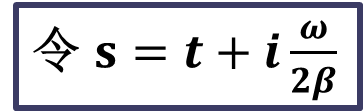 令 s = t + i ω/2β